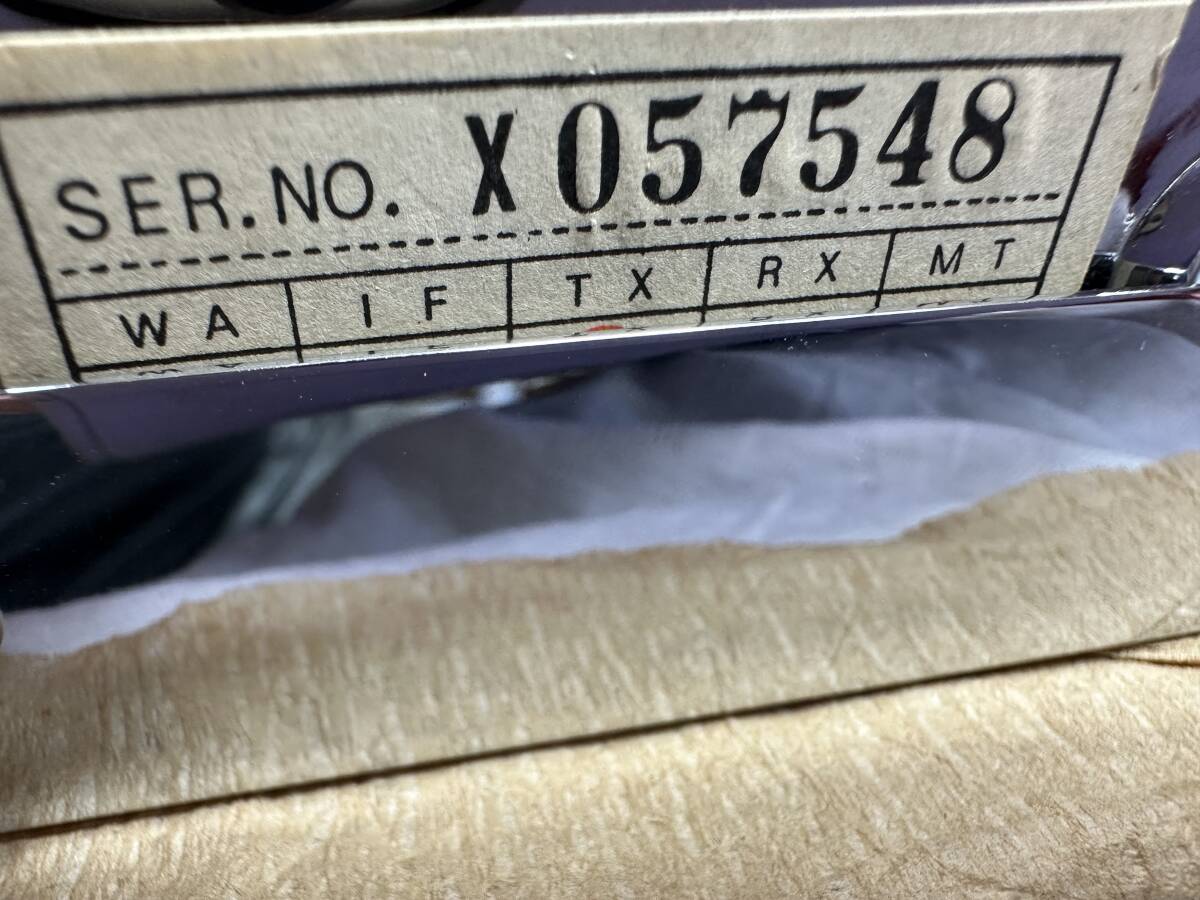 SER. NO. X057548
WA IF TX RX MT